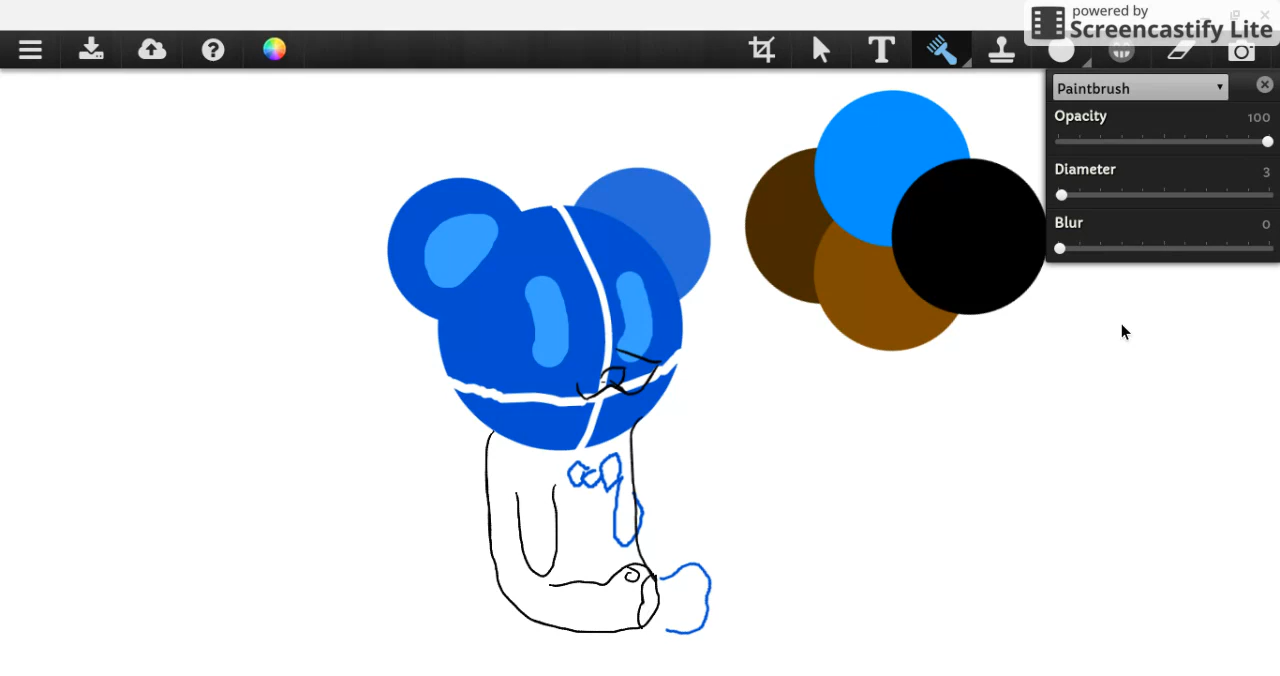 powered by
Screencastify Lite
T
Paintbrush
Opacity 100
Diameter 3
Blur 0